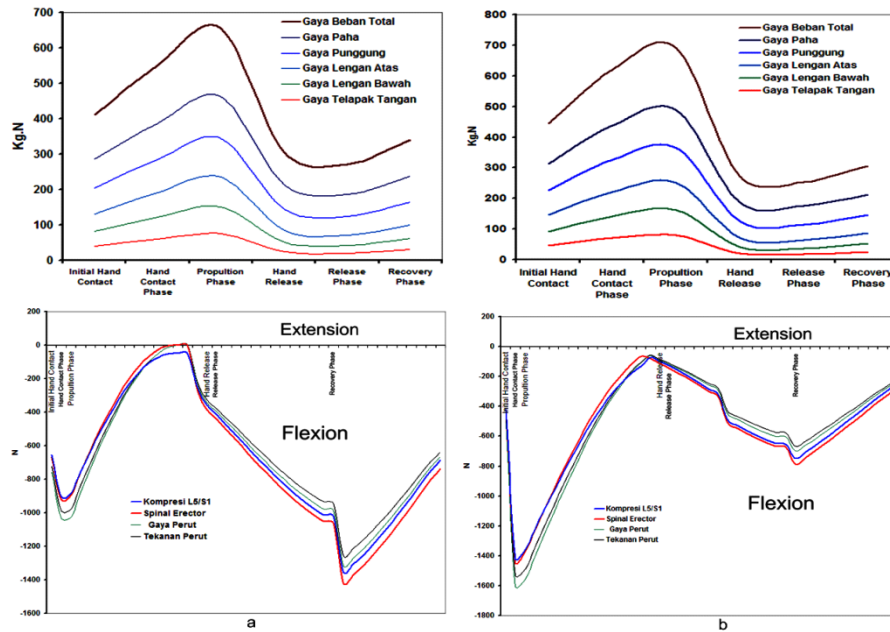 700
600
500
400
300
200
100
0
Kg.N
Gaya Beban Total
Gaya Paha
Gaya Punggung
Gaya Lengan Atas
Gaya Lengan Bawah
Gaya Telapak Tangan
Initial Hand Contact
Hand Contact Phase
Propultion Phase
Hand Release
Release Phase
Recovery Phase
800
700
600
500
400
300
200
100
0
Kg.N
Gaya Beban Total
Gaya Paha
Gaya Punggung
Gaya Lengan Atas
Gaya Lengan Bawah
Gaya Telapak Tangan
Initial Hand Contact
Hand Contact Phase
Propultion Phase
Hand Release
Release Phase
Recovery Phase
200
0
-200
-400
-600
-800
-1000
-1200
-1400
-1600
N
Extension
Initial Hand Contact
Hand Contact Phase
Propultion Phase
Hand Release
Release Phase
Recovery Phase
Flexion
Kompresi L5/S1
Spinal Erector
Gaya Perut
Tekanan Perut
a
200
0
-200
-400
-600
-800
-1000
-1200
-1400
-1600
-1800
N
Extension
Initial Hand Contact
Hand Contact Phase
Propultion Phase
Hand Release
Release Phase
Recovery Phase
Flexion
Kompresi L5/S1
Spinal Erector
Gaya Perut
Tekanan Perut
b